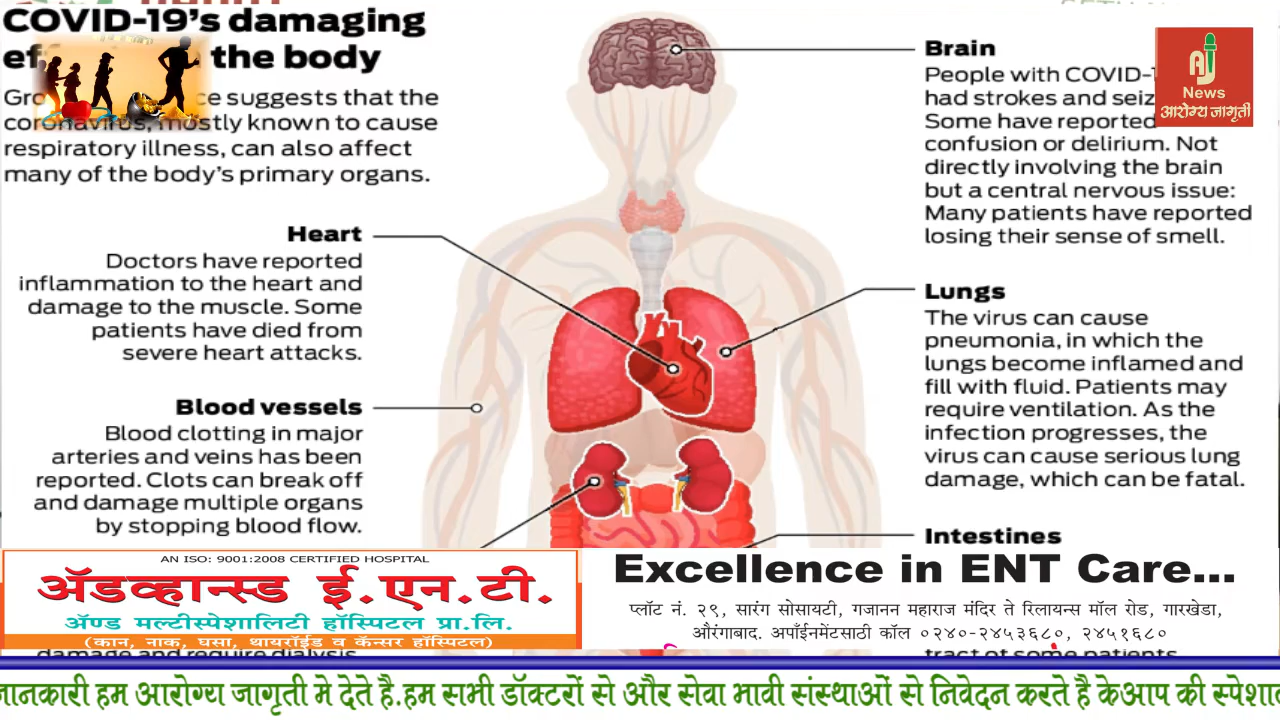 COVID-19's damaging
the body
suggests that the
coronavirus, mostly known to cause
respiratory illness, can also affect
many of the body's primary organs.
Heart
Doctors have reported
inflammation to the heart and
damage to the muscle. Some
patients have died from
severe heart attacks.
Blood vessels
Blood clotting in major
arteries and veins has been
reported. Clots can break off
and damage multiple organs
by stopping blood flow.
Brain
People with
had strokes and
Some have reported
confusion or delirium. Not
directly involving the brain
but a central nervous issue:
Many patients have reported
losing their sense of smell.
Lungs
The virus can cause
pneumonia, in which the
lungs become inflamed and
fill with fluid. Patients may
require ventilation. As the
infection progresses, the
virus can cause serious lung
damage, which can be fatal.
Intestines
AJ
News
आरोग्य जागृती
AN ISO: 9001:2008 CERTIFIED HOSPITAL
ॲडव्हान्स्ड ई.एन.टी.
ॲण्ड मल्टीस्पेशालिटी हॉस्पिटल प्रा.लि.
(कान, नाक, घसा, थायरॉईड व कॅन्सर हॉस्पिटल)
Excellence in ENT Care...
प्लॉट नं. २९, सारंग सोसायटी, गजानन महाराज मंदिर ते रिलायन्स मॉल रोड, गारखेडा,
औरंगाबाद. अपॉईनमेंटसाठी कॉल ०२४०-२४५३६८०, २४५१६८०
damage and require dialysis.
tract of some patients
जानकारी हम आरोग्य जागृती मे देते है.हम सभी डॉक्टरों से और सेवा भावी संस्थाओं से निवेदन करते है केआप की